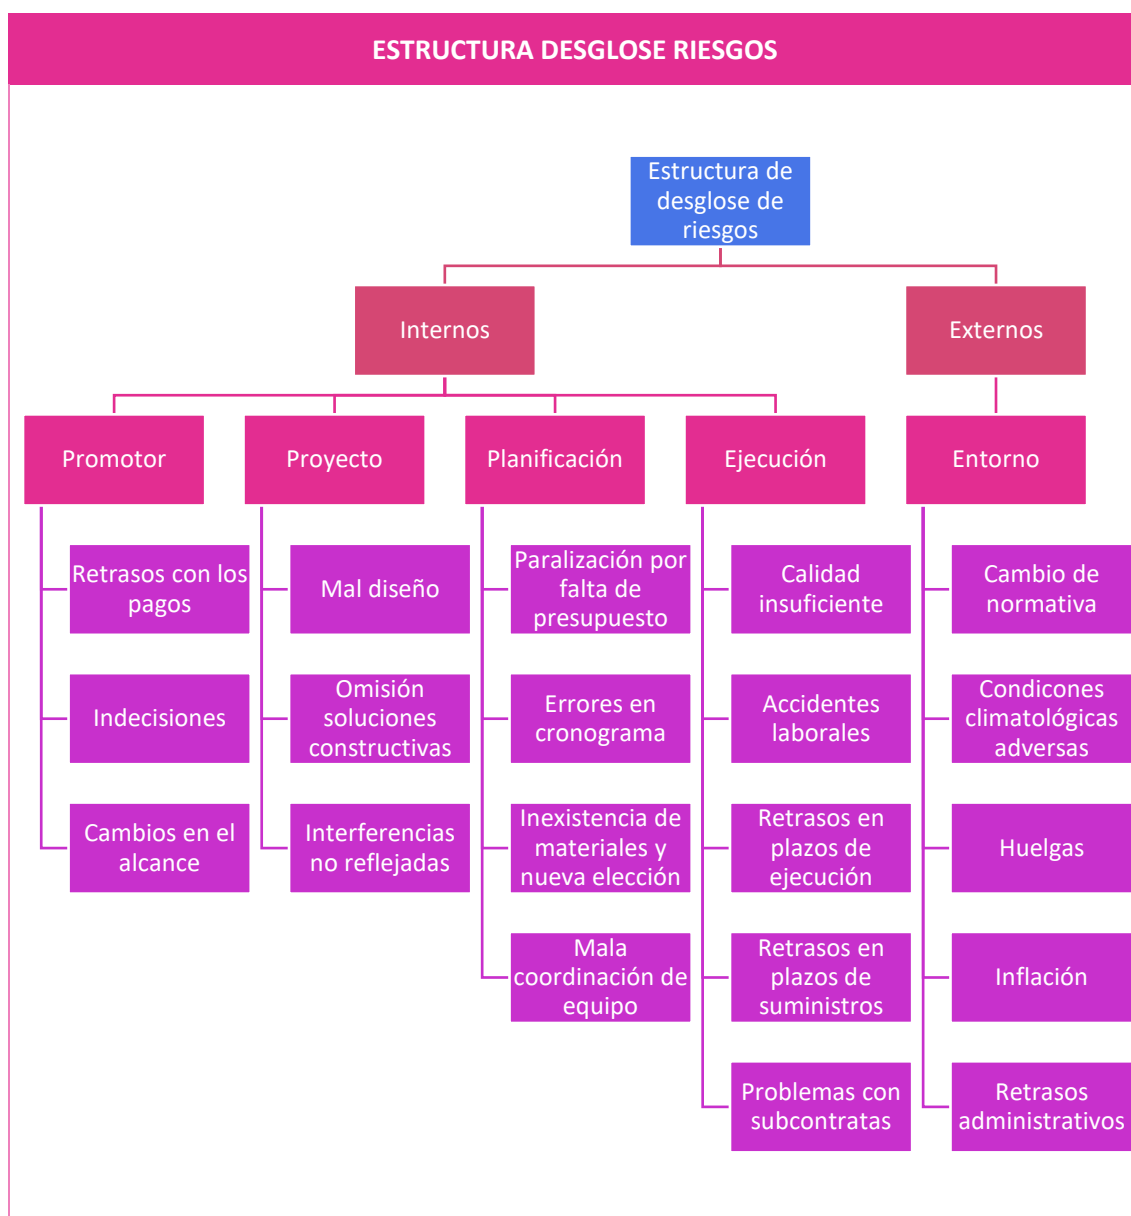 ESTRUCTURA DESGLOSE RIESGOS
Estructura de
desglose de
riesgos
Internos
Externos
Promotor
Proyecto
Planificación
Ejecución
Entorno
Retrasos con los
pagos
Indecisiones
Cambios en el
alcance
Mal diseño
Omisión
soluciones
constructivas
Interferencias
no reflejadas
Paralización por
falta de
presupuesto
Errores en
cronograma
Inexistencia de
materiales y
nueva elección
Mala
coordinación de
equipo
Calidad
insuficiente
Accidentes
laborales
Retrasos en
plazos de
ejecución
Retrasos en
plazos de
suministros
Problemas con
subcontratas
Cambio de
normativa
Condicones
climatológicas
adversas
Huelgas
Inflación
Retrasos
administrativos